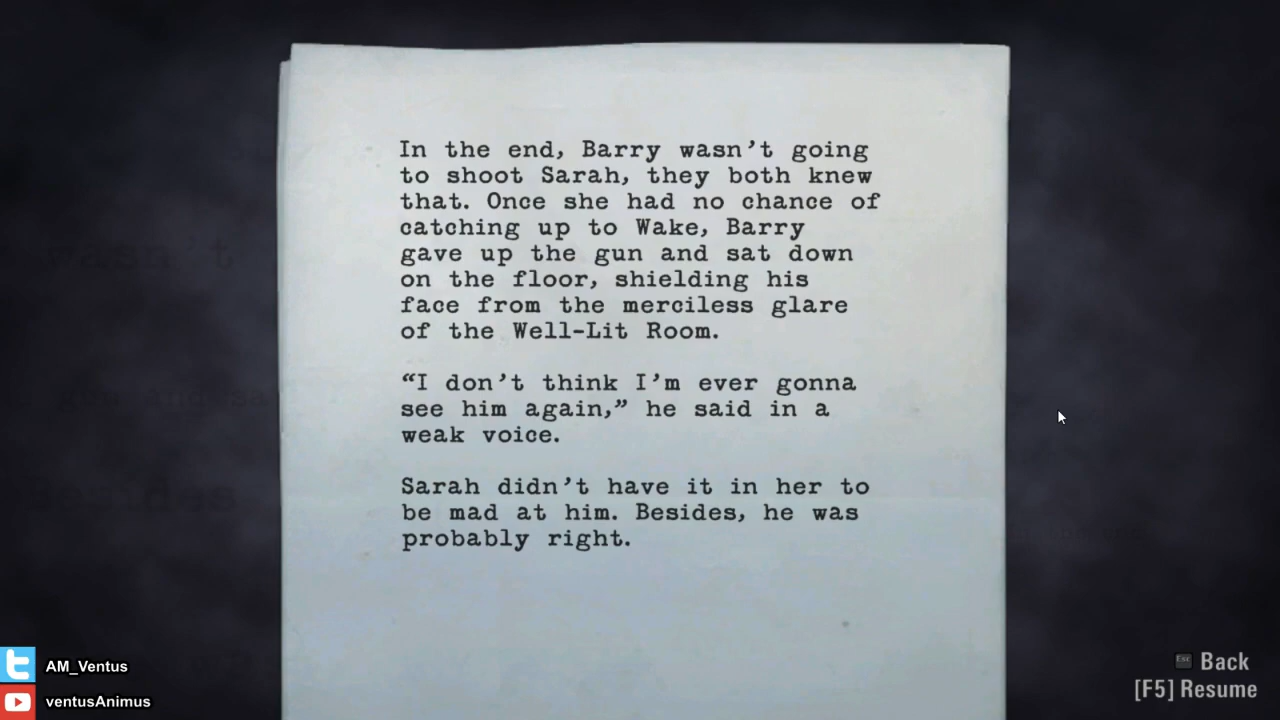 In the end, Barry wasn’t going
to shoot Sarah, they both knew
that. Once she had no chance of
catching up to Wake, Barry
gave up the gun and sat down
on the floor, shielding his
face from the merciless glare
of the Well-Lit Room.
“I don’t think I’m ever gonna
see him again,” he said in a
weak voice.
Sarah didn’t have it in her to
be mad at him. Besides, he was
probably right.
wasn't
besides
AM_Ventus
ventusAnimus
Esc Back
[F5] Resume